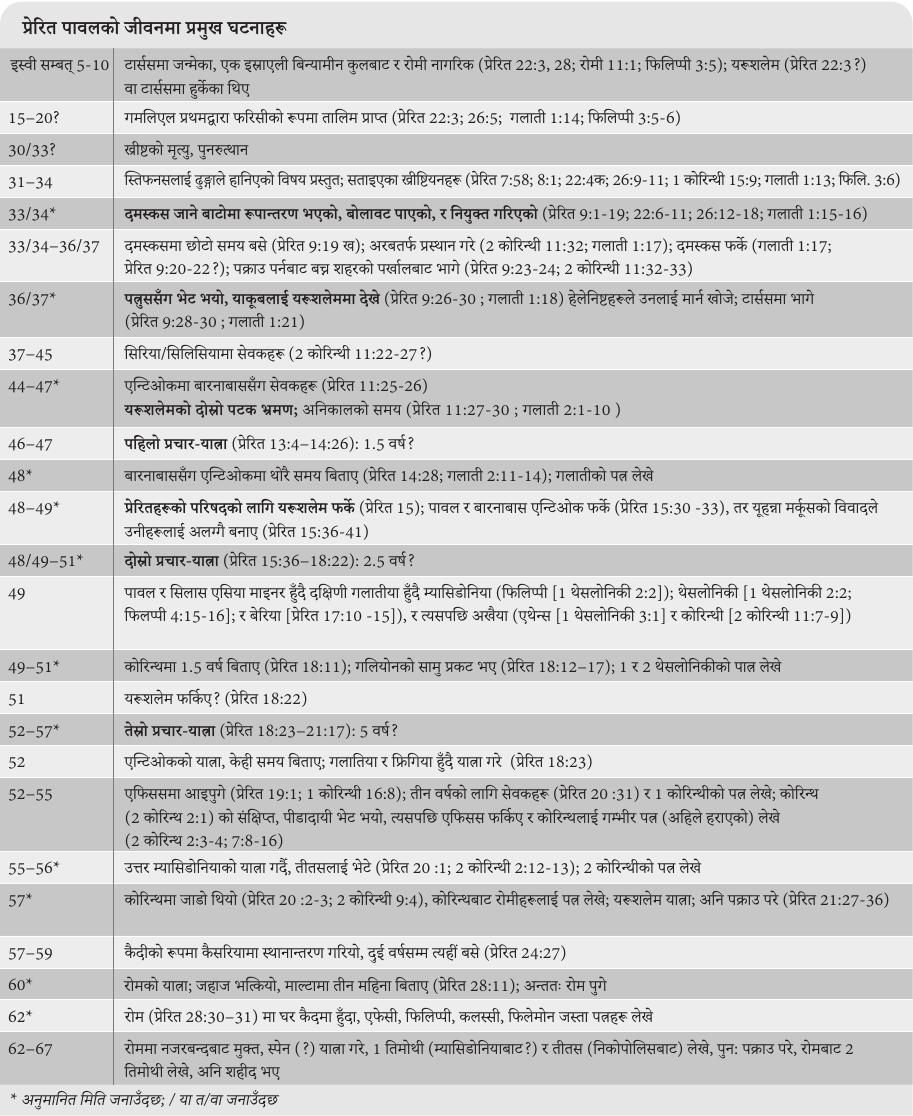 प्रेरित पावलको जीवनमा प्रमुख घटनाहरू
इस्वी सम्बत् 5-10 टार्ससमा जन्मेका, एक इस्राएली बिन्यामीन कुलबाट र रोमी नागरिक (प्रेरित 22:3, 28; रोमी 11:1; फिलिप्पी 3:5); यरूशलेम (प्रेरित 22:3?)
वा टार्ससमा हुर्केका थिए
15–20? गमलिएल प्रथमद्वारा फरिसीको रूपमा तालिम प्राप्त (प्रेरित 22:3; 26:5; गलाती 1:14; फिलिप्पी 3:5-6)
30/33? ख्रीष्टको मृत्यु, पुनरुत्थान
31–34 स्तिफनसलाई ढुङ्गाले हानिएको विषय प्रस्तुत; सताइएका ख्रीष्टियनहरू (प्रेरित 7:58; 8:1; 22:4क; 26:9-11; 1 कोरिन्थी 15:9; गलाती 1:13; फिलि. 3:6)
33/34* दमस्कस जाने बाटोमा रूपान्तरण भएको, बोलावट पाएको, र नियुक्त गरिएको (प्रेरित 9:1-19; 22:6-11; 26:12-18; गलाती 1:15-16)
33/34–36/37 दमस्कसमा छोटो समय बसे (प्रेरित 9:19 ख); अरबतर्फ प्रस्थान गरे (2 कोरिन्थी 11:32; गलाती 1:17); दमस्कस फर्के (गलाती 1:17;
प्रेरित 9:20-22?); पक्राउ पर्नबाट बच्न शहरको पर्खालबाट भागे (प्रेरित 9:23-24; 2 कोरिन्थी 11:32-33)
36/37* पत्रुससँग भेट भयो, याकूबलाई यरूशलेममा देखे (प्रेरित 9:26-30 ; गलाती 1:18) हेलेनिष्टहरूले उनलाई मार्न खोजे; टार्ससमा भागे
(प्रेरित 9:28-30 ; गलाती 1:21)
37–45 सिरिया/सिलिसियामा सेवकहरू (2 कोरिन्थी 11:22-27?)
44–47* एन्टिओकमा बारनाबाससँग सेवकहरू (प्रेरित 11:25-26)
यरूशलेमको दोस्रो पटक भ्रमण; अनिकालको समय (प्रेरित 11:27-30 ; गलाती 2:1-10 )
46–47 पहिलो प्रचार-यात्रा (प्रेरित 13:4–14:26): 1.5 वर्ष?
48* बारनाबाससँग एन्टिओकमा थोरै समय बिताए (प्रेरित 14:28; गलाती 2:11-14); गलातीको पत्र लेखे
48–49* प्रेरितहरूको परिषदको लागि यरूशलेम फर्के (प्रेरित 15); पावल र बारनाबास एन्टिओक फर्के (प्रेरित 15:30 -33), तर यूहन्ना मर्कूसको विवादले
उनीहरूलाई अलग्गै बनाए (प्रेरित 15:36-41)
48/49–51* दोस्रो प्रचार-यात्रा (प्रेरित 15:36–18:22): 2.5 वर्ष?
49 पावल र सिलास एसिया माइनर हुँदै दक्षिणी गलातीया हुँदै म्यासिडोनिया (फिलिप्पी [1 थेसलोनिकी 2:2]); थेसलोनिकी [1 थेसलोनिकी 2:2;
फिलप्पी 4:15-16]; र बेरिया [प्रेरित 17:10 -15]), र त्यसपछि अखैया (एथेन्स [1 थेसलोनिकी 3:1] र कोरिन्थी [2 कोरिन्थी 11:7-9])
49–51* कोरिन्थमा 1.5 वर्ष बिताए (प्रेरित 18:11); गलियोनको सामु प्रकट भए (प्रेरित 18:12–17); 1 र 2 थेसलोनिकीको पात्र लेखे
51 यरूशलेम फर्किए? (प्रेरित 18:22)
52–57* तेस्रो प्रचार-यात्रा (प्रेरित 18:23–21:17): 5 वर्ष?
52 एन्टिओकको यात्रा, केही समय बिताए; गलातिया र फ्रिगिया हुँदै यात्रा गरे (प्रेरित 18:23)
52–55 एफिससमा आइपुगे (प्रेरित 19:1; 1 कोरिन्थी 16:8); तीन वर्षको लागि सेवकहरू (प्रेरित 20 :31) र 1 कोरिन्थीको पत्र लेखे; कोरिन्थ
(2 कोरिन्थ 2:1) को संक्षिप्त, पीडादायी भेट भयो, त्यसपछि एफिसस फर्किए र कोरिन्थलाई गम्भीर पत्र (अहिले हराएको) लेखे
(2 कोरिन्थ 2:3-4; 7:8-16)
55–56* उत्तर म्यासिडोनियाको यात्रा गर्दै, तीतसलाई भेटे (प्रेरित 20 :1; 2 कोरिन्थी 2:12-13); 2 कोरन्थीको पत्र लेखे
57* कोरिन्थमा जाडो थियो (प्रेरित 20 :2-3; 2 कोरिन्थी 9:4), कोरिन्थबाट रोमीहरूलाई पत्र लेखे; यरूशलेम यात्रा; अनि पक्राउ परे (प्रेरित 21:27-36)
57–59 कैदीको रूपमा कैसरियामा स्थानान्तरण गरियो, दुई वर्षसम्म त्यहीं बसे (प्रेरित 24:27)
60* रोमको यात्रा; जहाज भत्कियो, माल्टामा तीन महिना बिताए (प्रेरित 28:11); अन्ततः रोम पुगे
62* रोम (प्रेरित 28:30–31) मा घर कैदमा हुँदा, एफेसी, फिलिप्पी, कलस्सी, फिलेमोन जस्ता पत्रहरू लेखे
62–67 रोममा नजरबन्दबाट मुक्त, स्पेन (?) यात्रा गरे, 1 तिमोथी (म्यासिडोनियाबाट?) र तीतस (निकोपोलिसबाट) लेखे, पुन: पक्राउ परे, रोमबाट 2
तिमोथी लेखे, अनि शहीद भए
* अनुमानित मिति जनाउँदछ; / या त/वा जनाउँदछ